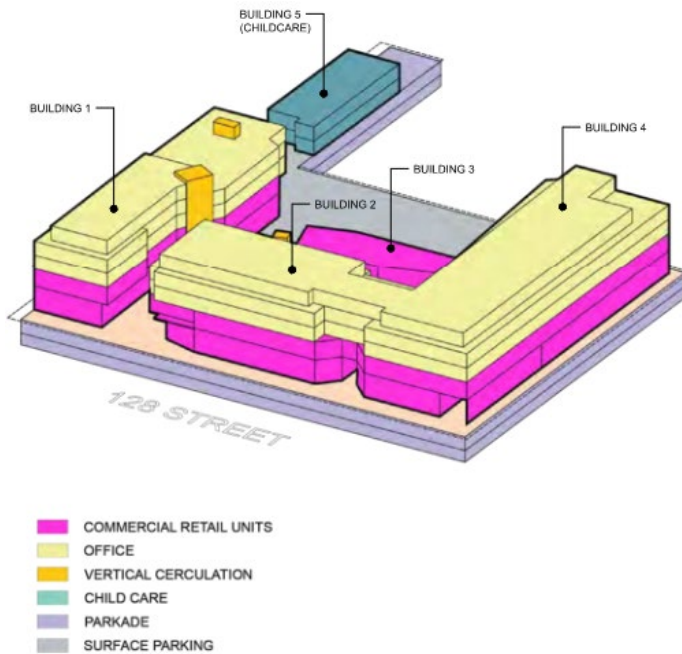 BUILDING 5
(CHILDCARE)
BUILDING 1
BUILDING 4
BUILDING 3
BUILDING 2
128 STREET
COMMERCIAL RETAIL UNITS
OFFICE
VERTICAL CERCULATION
CHILD CARE
PARKADE
SURFACE PARKING